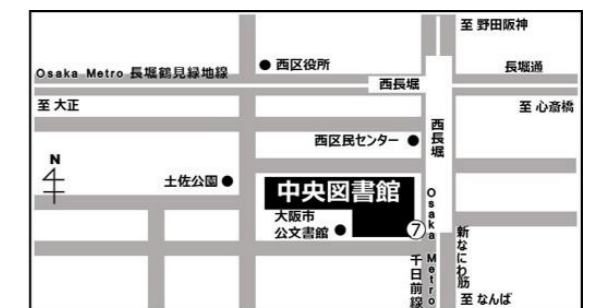 至 野田阪神
● 西区役所
長堀通
Osaka Metro 長堀鶴見緑地線
西長堀
至 大正
至 心斎橋
西長堀
西区民センター ●
N
土佐公園 ●
中央図書館
大阪市
公文書館 ●
⑦
Osaka Metro 千日前線
新なにわ筋
至 なんば